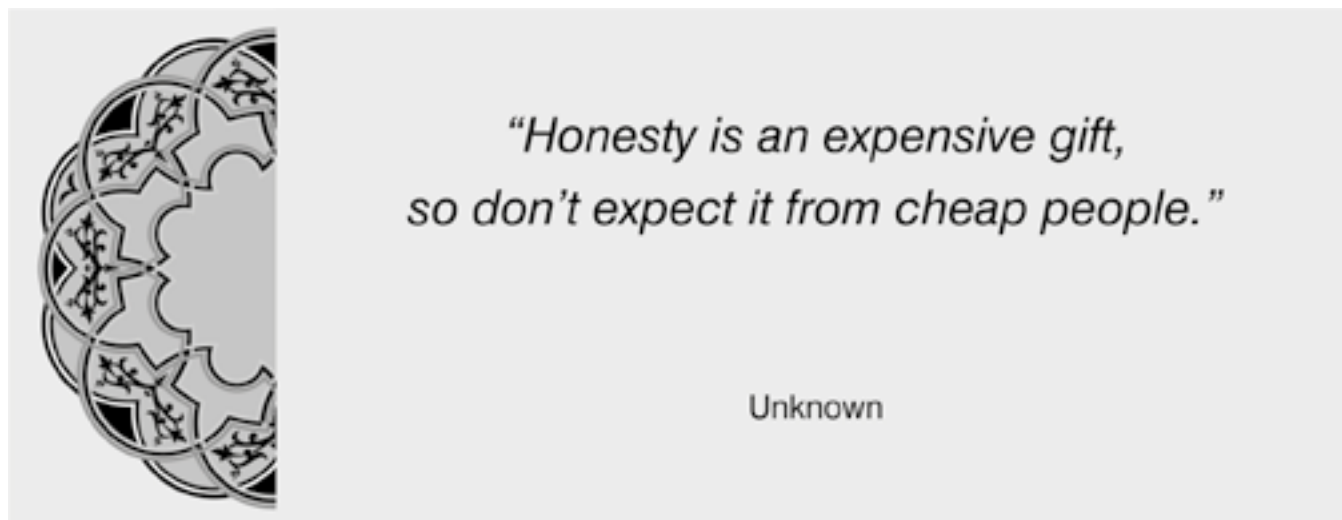 “Honesty is an expensive gift,
so don’t expect it from cheap people.”
Unknown